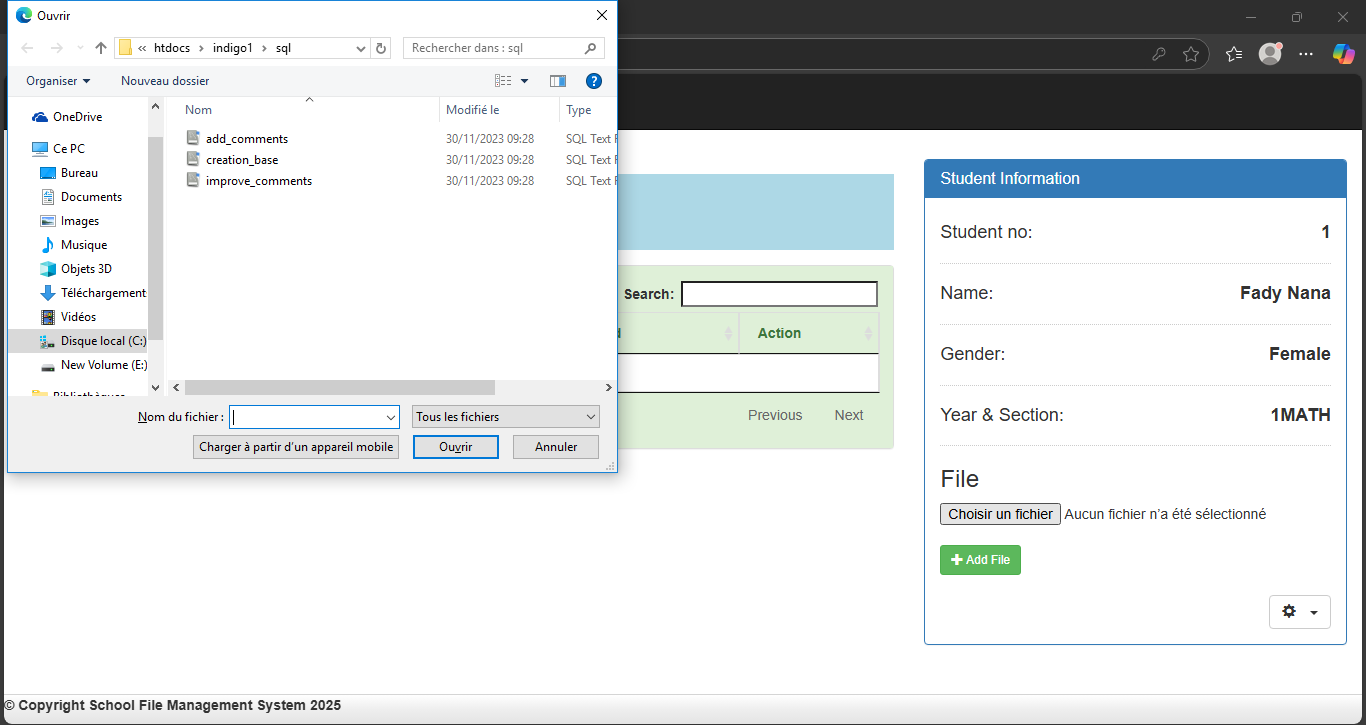 Ouvrir
« htdocs › indigo1 › sql
Rechercher dans : sql
Organiser
Nouveau dossier
OneDrive
Ce PC
Bureau
Documents
Images
Musique
Objets 3D
Téléchargement
Vidéos
Disque local (C:)
New Volume (E:)
Bibliothèques
Nom
Modifié le
Type
add_comments
30/11/2023 09:28
SQL Text F
creation_base
30/11/2023 09:28
SQL Text F
improve_comments
30/11/2023 09:28
SQL Text F
Nom du fichier :
Tous les fichiers
Charger à partir d'un appareil mobile
Ouvrir
Annuler
Search:
Action
Previous
Next
Student Information
Student no: 1
Name: Fady Nana
Gender: Female
Year & Section: 1MATH
File
Choisir un fichier Aucun fichier n'a été sélectionné
Add File
© Copyright School File Management System 2025